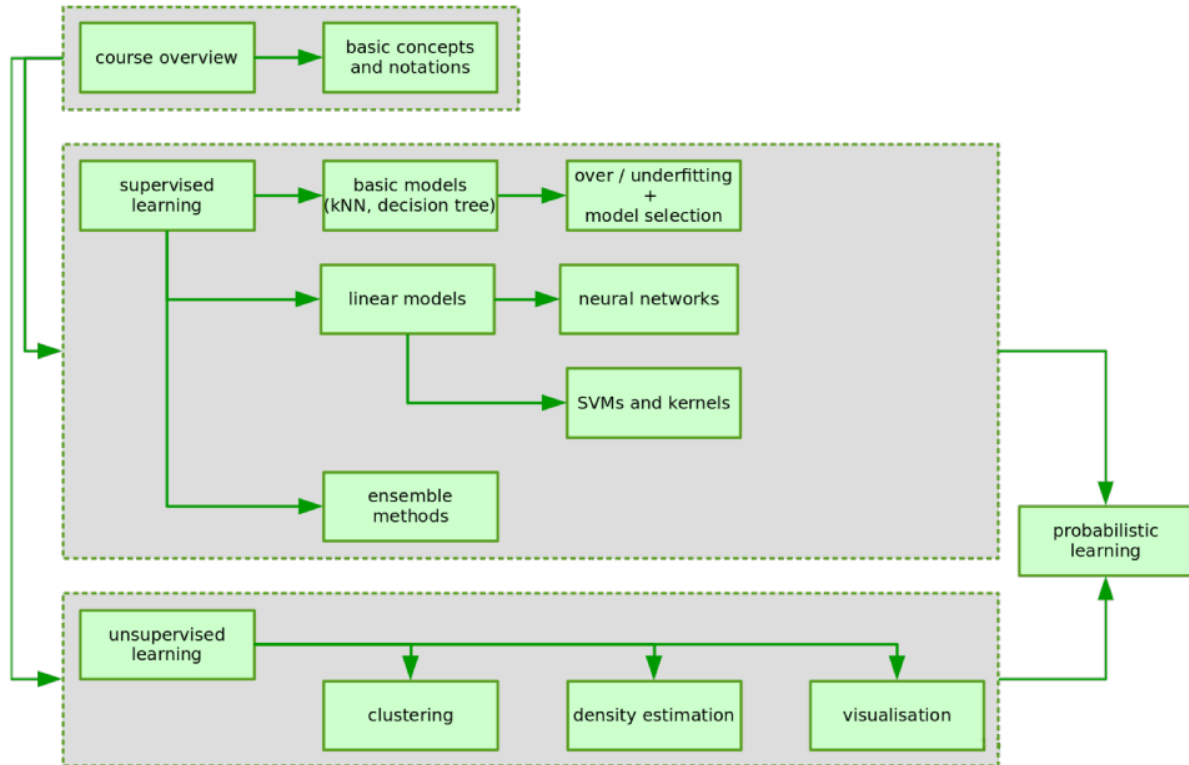 course overview
basic concepts
and notations
supervised
learning
basic models
(kNN, decision tree)
over / underfitting
+
model selection
linear models
neural networks
SVMs and kernels
ensemble
methods
probabilistic
learning
unsupervised
learning
clustering
density estimation
visualisation